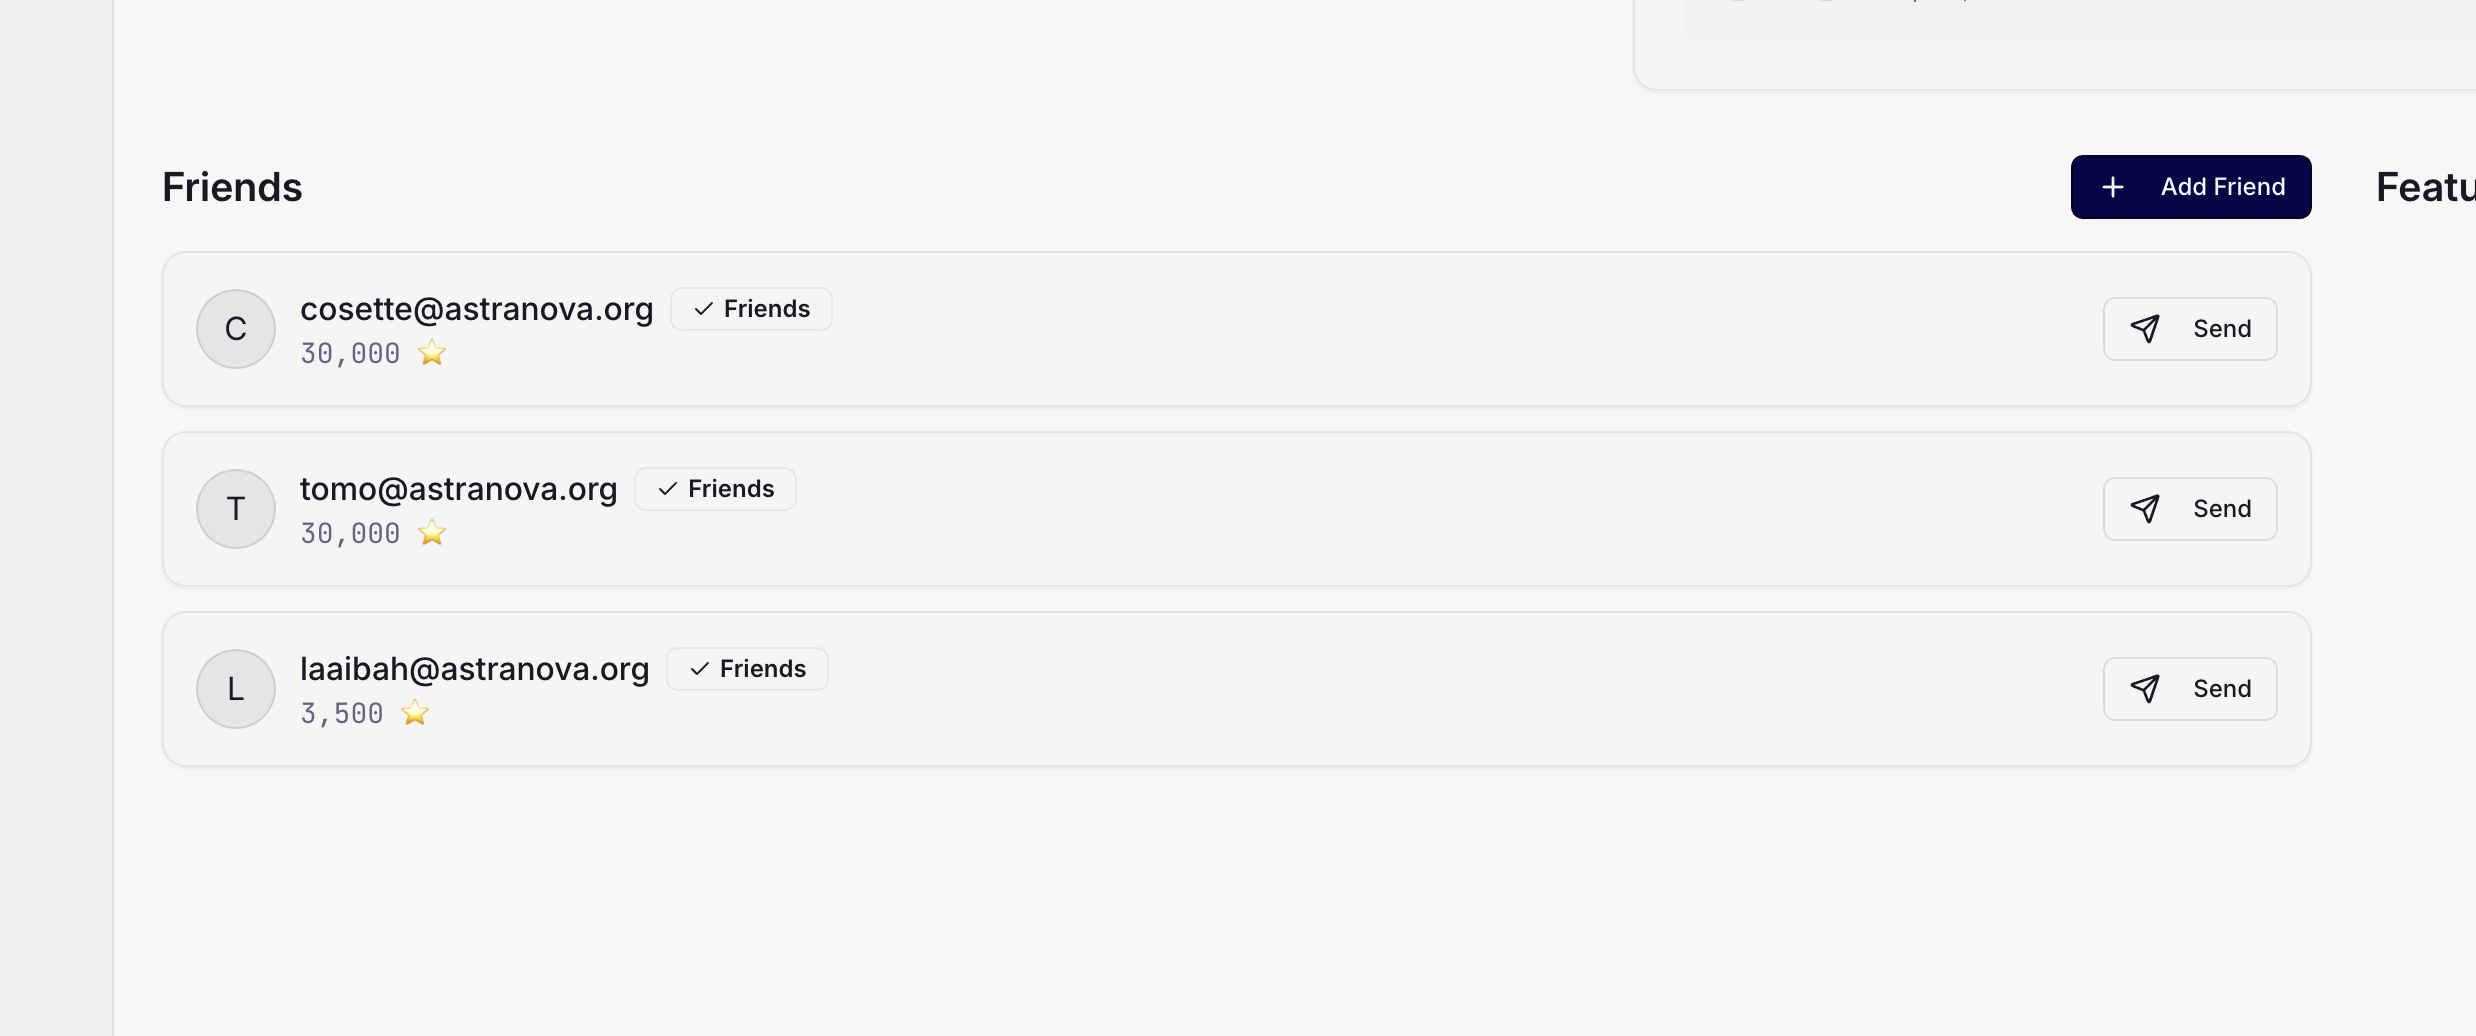 Friends
+ Add Friend
Featu
C
cosette@astranova.org
✓ Friends
30,000 ⭐
Send
T
tomo@astranova.org
✓ Friends
30,000 ⭐
Send
L
laaibah@astranova.org
✓ Friends
3,500 ⭐
Send